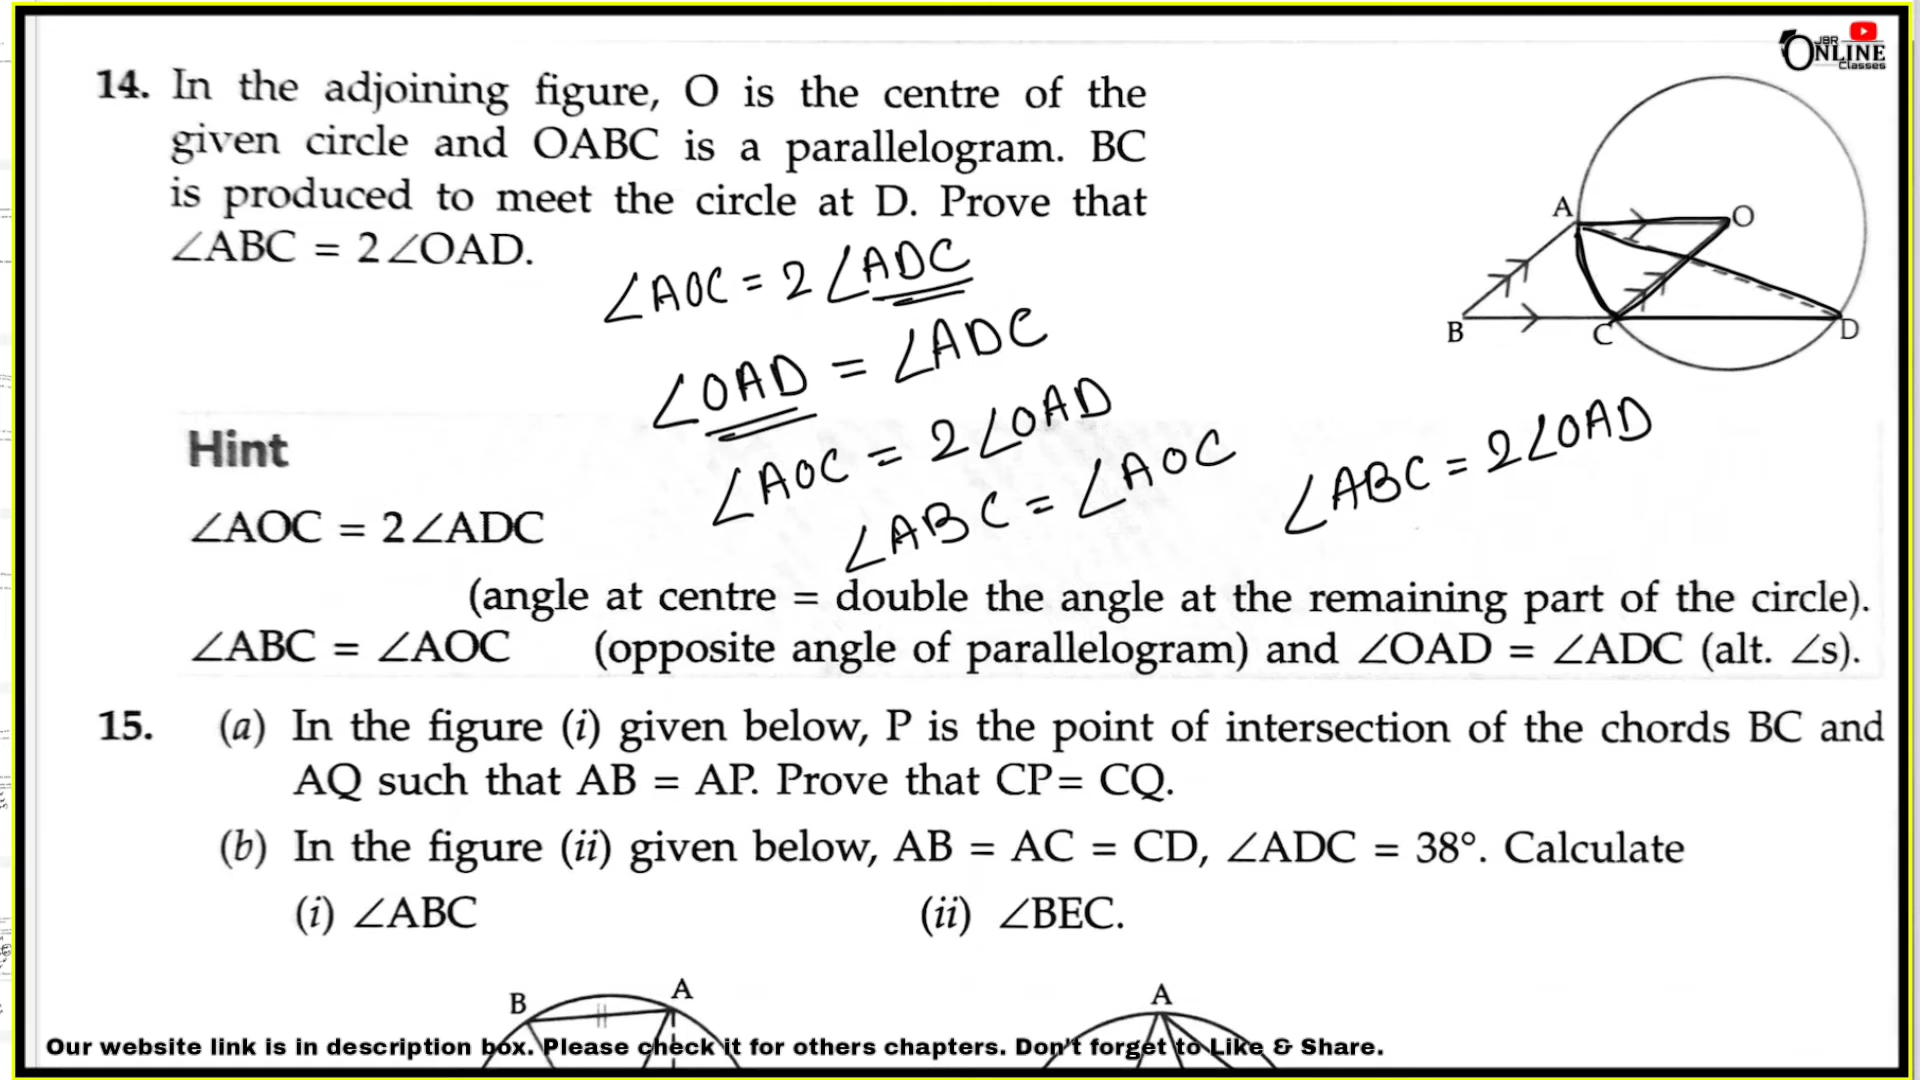 JBR
ONLINE
Classes
14. In the adjoining figure, O is the centre of the
given circle and OABC is a parallelogram. BC
is produced to meet the circle at D. Prove that
∠ABC = 2∠OAD.
∠AOC = 2∠ADC
∠OAD = ∠ADC
∠AOC = 2∠OAD
∠ABC = ∠AOC
∠ABC = 2∠OAD
A
O
B
C
D
Hint
∠AOC = 2∠ADC
(angle at centre = double the angle at the remaining part of the circle).
∠ABC = ∠AOC (opposite angle of parallelogram) and ∠OAD = ∠ADC (alt. ∠s).
15. (a) In the figure (i) given below, P is the point of intersection of the chords BC and
AQ such that AB = AP. Prove that CP= CQ.
(b) In the figure (ii) given below, AB = AC = CD, ∠ADC = 38°. Calculate
(i) ∠ABC (ii) ∠BEC.
B A A
Our website link is in description box. Please check it for others chapters. Don't forget to Like & Share.